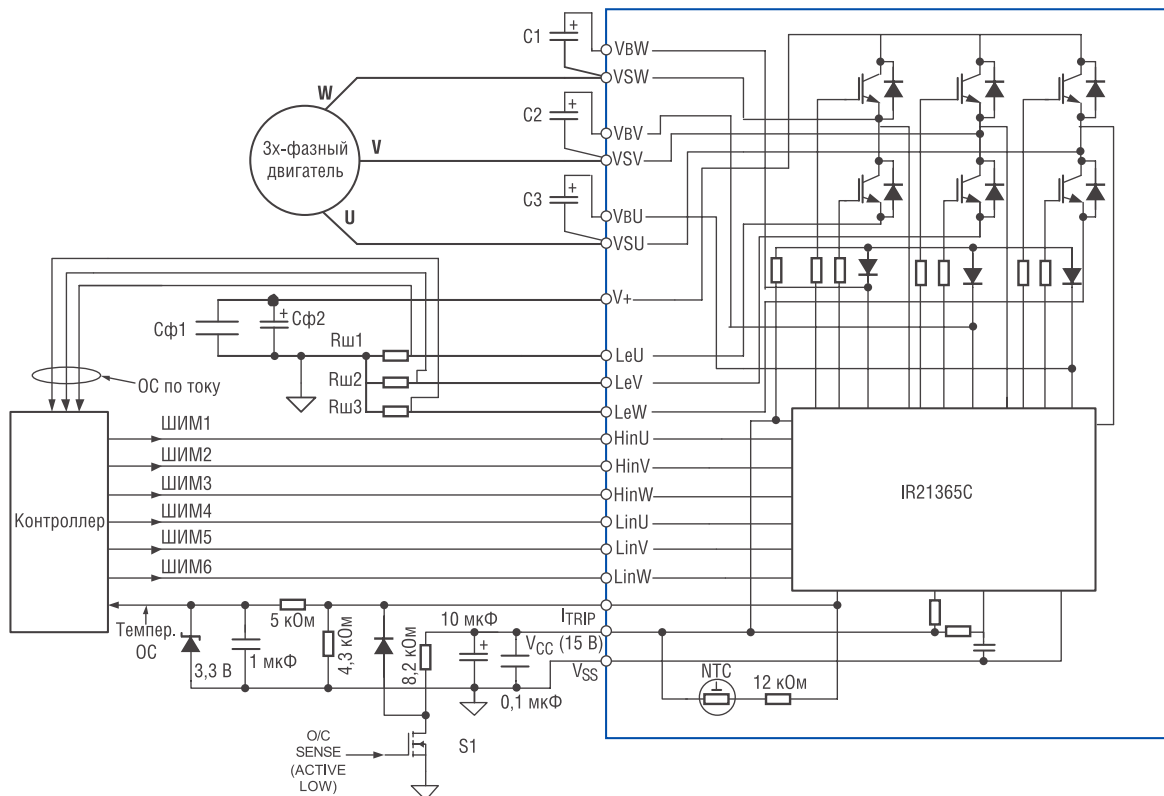 C1
+
VBW
VSW
W
C2
+
VBV
3х-фазный
двигатель
V
VSV
C3
+
VBU
U
VSU
V+
Сф1
+
Сф2
Rш1
LeU
Rш2
LeV
ОС по току
Rш3
LeW
ШИМ1
HinU
ШИМ2
HinV
ШИМ3
HinW
IR21365C
Контроллер
ШИМ4
LinU
ШИМ5
LinV
ШИМ6
LinW
Темпер.
ОС
5 кОм
10 мкФ
ITRIP
VCC (15 В)
VSS
3,3 В
1 мкФ
4,3 кОм
8,2 кОм
+
0,1 мкФ
NTC
12 кОм
O/C
SENSE
(ACTIVE
LOW)
S1